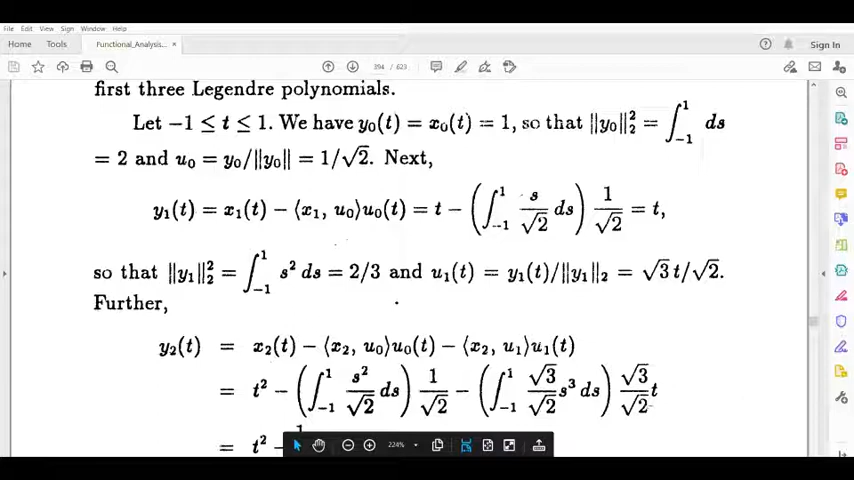 File Edit View Sign Window Help
Home Tools Functional_Analysis... × Sign In
394 / 623
first three Legendre polynomials.
Let −1 ≤ t ≤ 1. We have y₀(t) = x₀(t) = 1, so that ‖y₀‖₂² = ∫₋₁¹ ds
= 2 and u₀ = y₀/‖y₀‖ = 1/√2. Next,
y₁(t) = x₁(t) − ⟨x₁, u₀⟩u₀(t) = t − (∫₋₁¹ s/√2 ds) 1/√2 = t,
so that ‖y₁‖₂² = ∫₋₁¹ s² ds = 2/3 and u₁(t) = y₁(t)/‖y₁‖₂ = √3 t/√2.
Further,
y₂(t) = x₂(t) − ⟨x₂, u₀⟩u₀(t) − ⟨x₂, u₁⟩u₁(t)
= t² − (∫₋₁¹ s²/√2 ds) 1/√2 − (∫₋₁¹ √3/√2 s³ ds) √3/√2 t
= t² − 1
224%